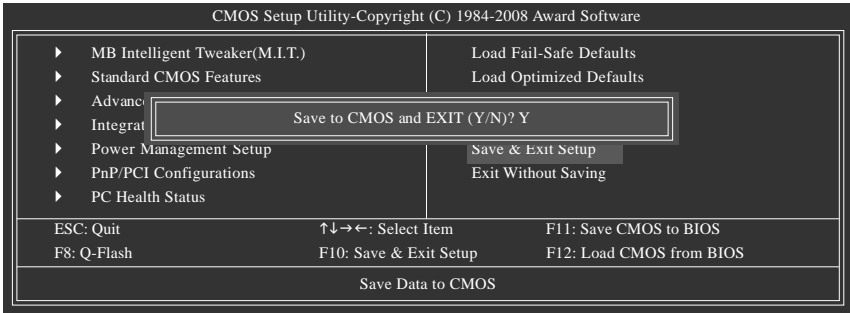 CMOS Setup Utility-Copyright (C) 1984-2008 Award Software
MB Intelligent Tweaker(M.I.T.)
Standard CMOS Features
Power Management Setup
PnP/PCI Configurations
PC Health Status
Load Fail-Safe Defaults
Load Optimized Defaults
Save & Exit Setup
Exit Without Saving
Save to CMOS and EXIT (Y/N)? Y
ESC: Quit
↑↓→←: Select Item
F11: Save CMOS to BIOS
F8: Q-Flash
F10: Save & Exit Setup
F12: Load CMOS from BIOS
Save Data to CMOS